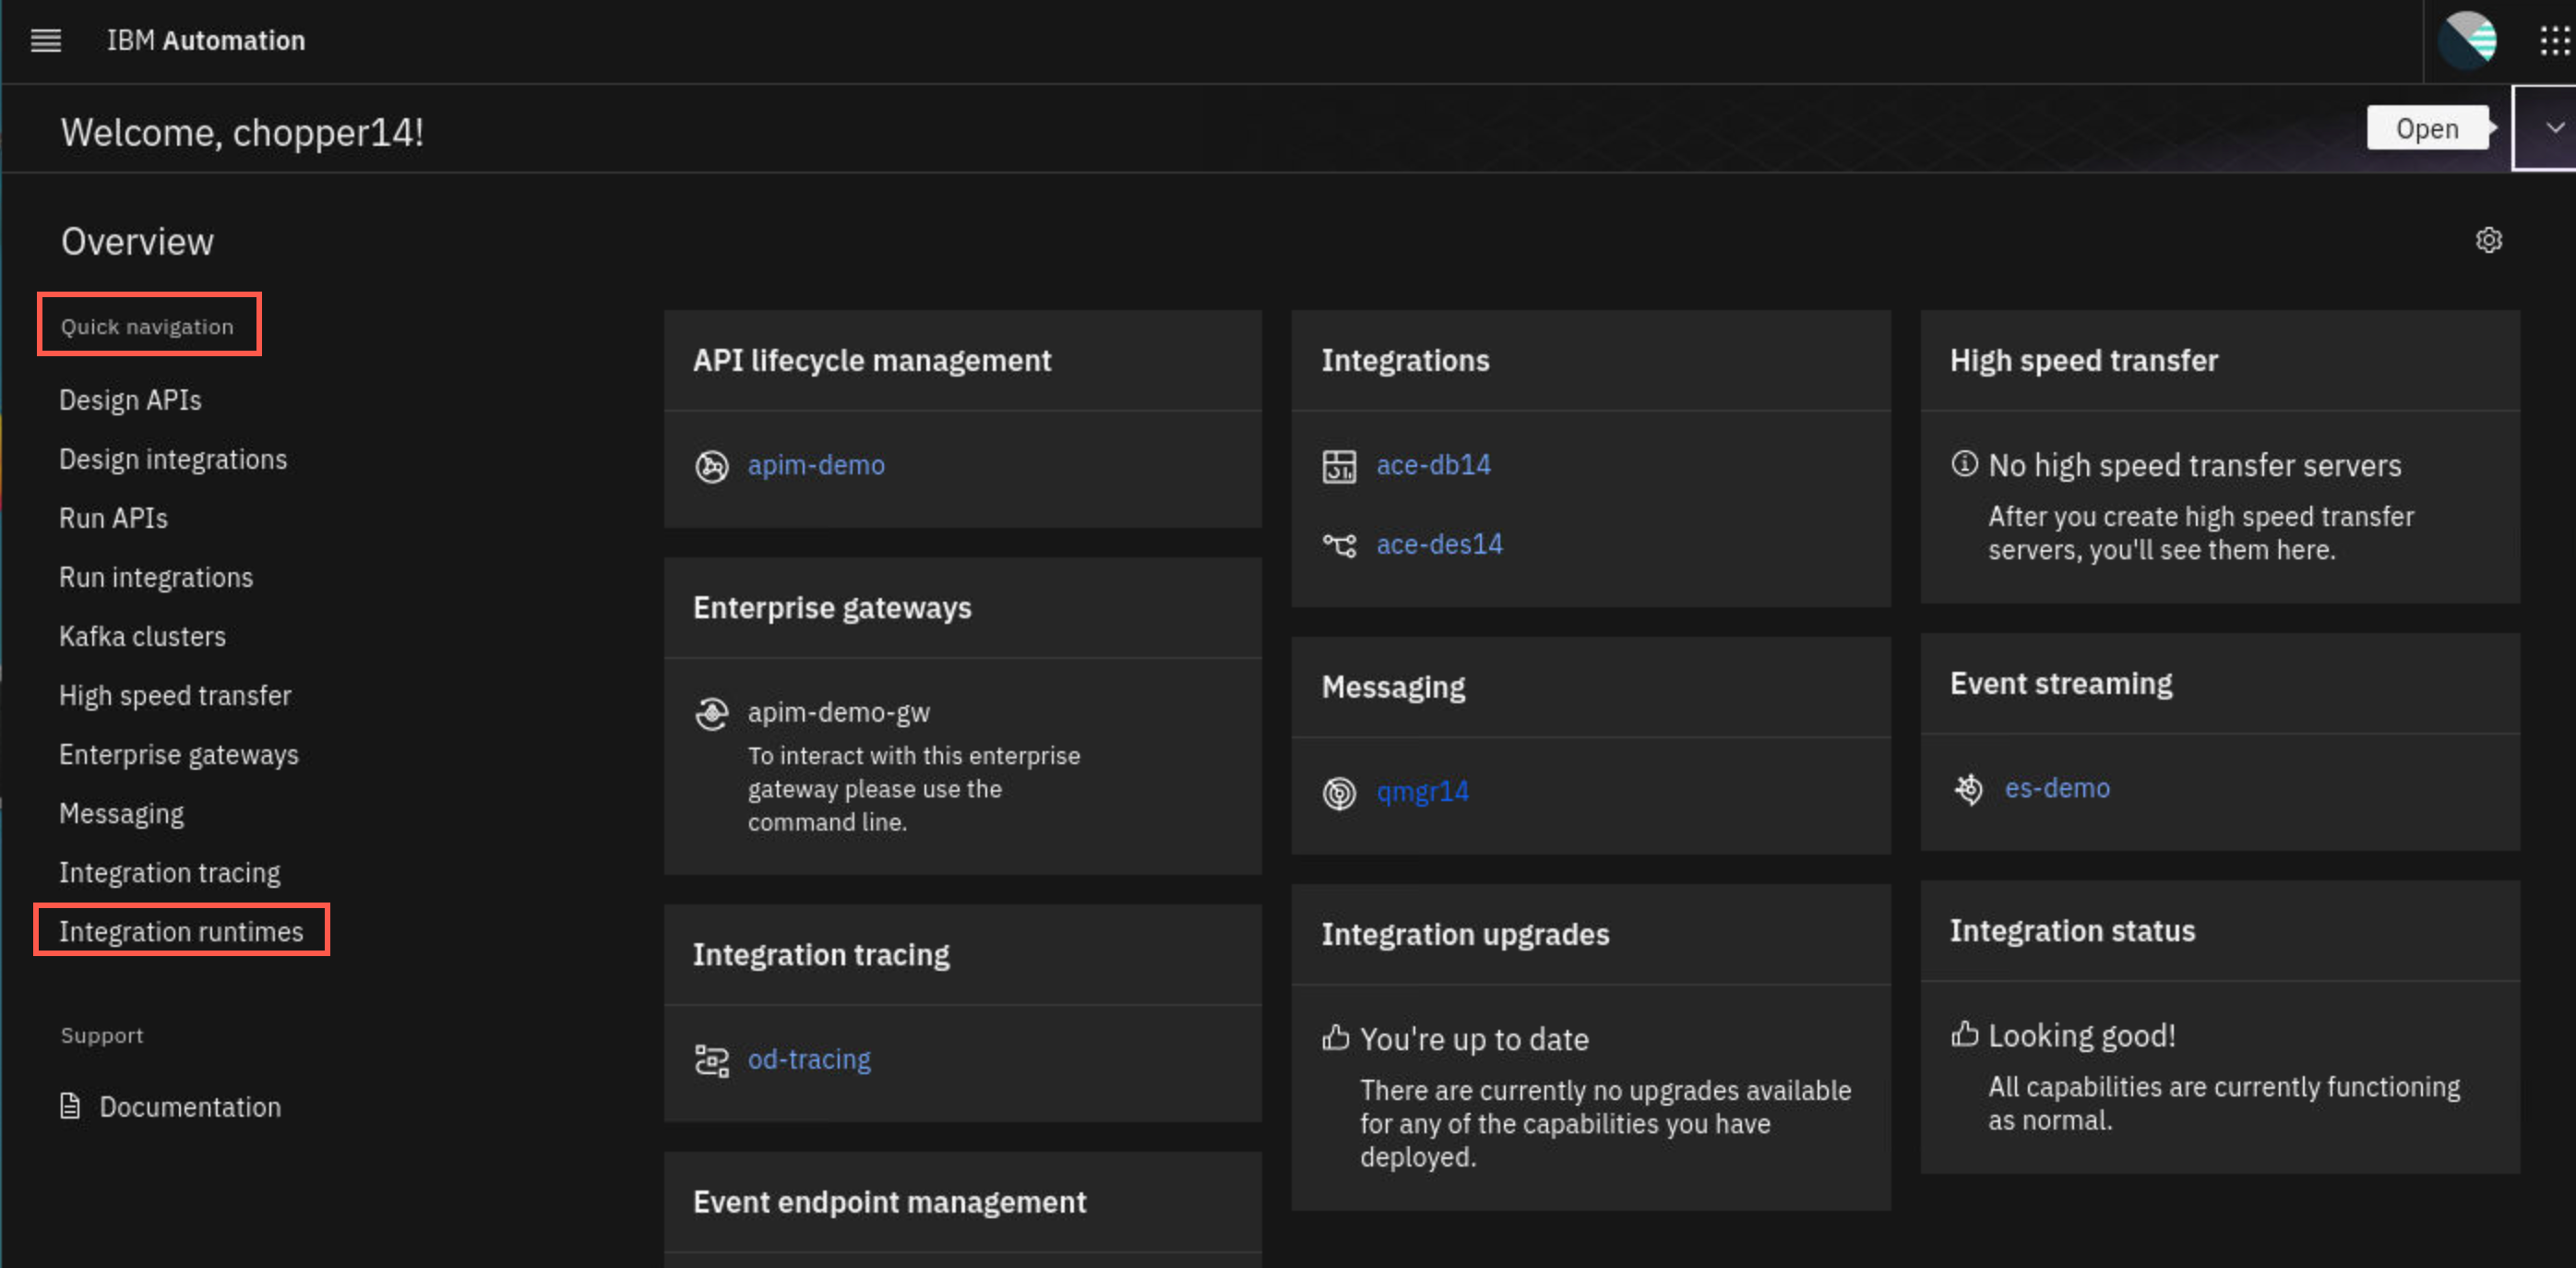 IBM Automation
Welcome, chopper14!
Open
Overview
Quick navigation
Design APIs
Design integrations
Run APIs
Run integrations
Kafka clusters
High speed transfer
Enterprise gateways
Messaging
Integration tracing
Integration runtimes
Support
Documentation
API lifecycle management
apim-demo
Enterprise gateways
apim-demo-gw
To interact with this enterprise
gateway please use the
command line.
Integration tracing
od-tracing
Event endpoint management
Integrations
ace-db14
ace-des14
Messaging
qmgr14
Integration upgrades
You're up to date
There are currently no upgrades available
for any of the capabilities you have
deployed.
High speed transfer
No high speed transfer servers
After you create high speed transfer
servers, you'll see them here.
Event streaming
es-demo
Integration status
Looking good!
All capabilities are currently functioning
as normal.